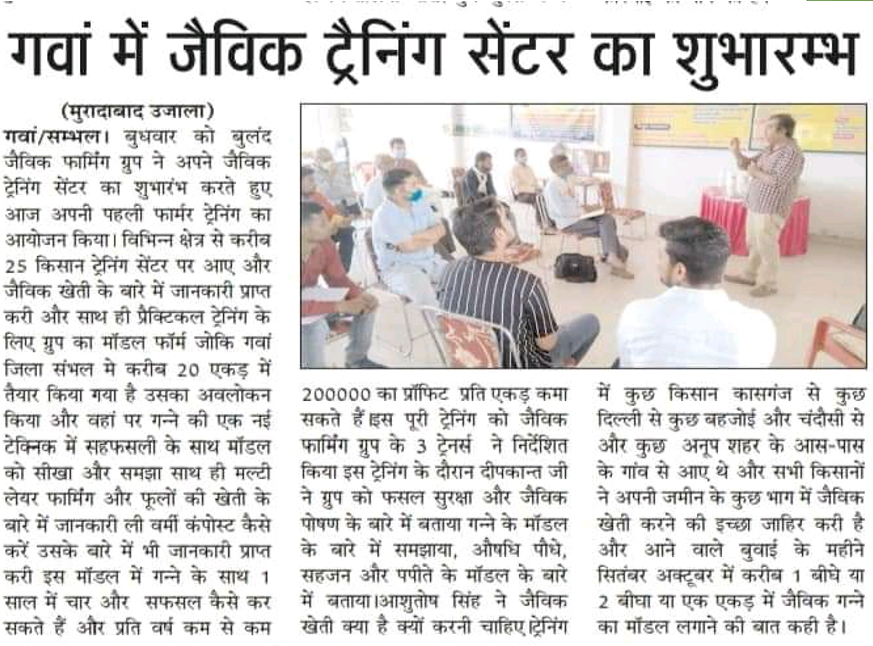 गवां में जैविक ट्रैनिंग सेंटर का शुभारम्भ
(मुरादाबाद उजाला)
गवां/सम्भल। बुधवार को बुलंद
जैविक फार्मिंग ग्रुप ने अपने जैविक
ट्रेनिंग सेंटर का शुभारंभ करते हुए
आज अपनी पहली फार्मर ट्रेनिंग का
आयोजन किया। विभिन्न क्षेत्र से करीब
25 किसान ट्रेनिंग सेंटर पर आए और
जैविक खेती के बारे में जानकारी प्राप्त
करी और साथ ही प्रैक्टिकल ट्रेनिंग के
लिए ग्रुप का मॉडल फॉर्म जोकि गवां
जिला संभल मे करीब 20 एकड़ में
तैयार किया गया है उसका अवलोकन
किया और वहां पर गन्ने की एक नई
टेक्निक में सहफसली के साथ मॉडल
को सीखा और समझा साथ ही मल्टी
लेयर फार्मिंग और फूलों की खेती के
बारे में जानकारी ली वर्मी कंपोस्ट कैसे
करें उसके बारे में भी जानकारी प्राप्त
करी इस मॉडल में गन्ने के साथ 1
साल में चार और सफसल कैसे कर
सकते हैं और प्रति वर्ष कम से कम
200000 का प्रॉफिट प्रति एकड़ कमा
सकते हैं।इस पूरी ट्रेनिंग को जैविक
फार्मिंग ग्रुप के 3 ट्रेनर्स ने निर्देशित
किया इस ट्रेनिंग के दौरान दीपकान्त जी
ने ग्रुप को फसल सुरक्षा और जैविक
पोषण के बारे में बताया गन्ने के मॉडल
के बारे में समझाया, औषधि पौधे,
सहजन और पपीते के मॉडल के बारे
में बताया।आशुतोष सिंह ने जैविक
खेती क्या है क्यों करनी चाहिए।ट्रेनिंग
में कुछ किसान कासगंज से कुछ
दिल्ली से कुछ बहजोई और चंदौसी से
और कुछ अनूप शहर के आस-पास
के गांव से आए थे और सभी किसानों
ने अपनी जमीन के कुछ भाग में जैविक
खेती करने की इच्छा जाहिर करी है
और आने वाले बुवाई के महीने
सितंबर अक्टूबर में करीब 1 बीघे या
2 बीघा या एक एकड़ में जैविक गन्ने
का मॉडल लगाने की बात कही है।